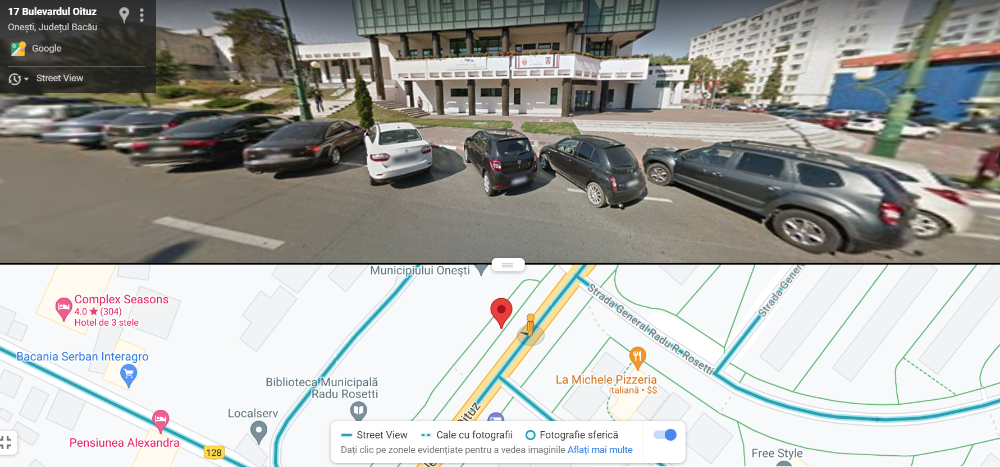 17 Bulevardul Oituz
Onești, Județul Bacău
Google
Street View
PRIMARIA
ONESTI
Municipiului Onești
Complex Seasons
4.0 ★ (304)
Hotel de 3 stele
Bacania Serban Interagro
Strada General Radu R. Rosetti
Strada Genera
La Michele Pizzeria
Italiană • $$
Biblioteca Municipală
Radu Rosetti
Localserv
Oituz
Pensiunea Alexandra
128
Street View
Cale cu fotografii
Fotografie sferică
Dați clic pe zonele evidențiate pentru a vedea imaginile Aflați mai multe
Free Style